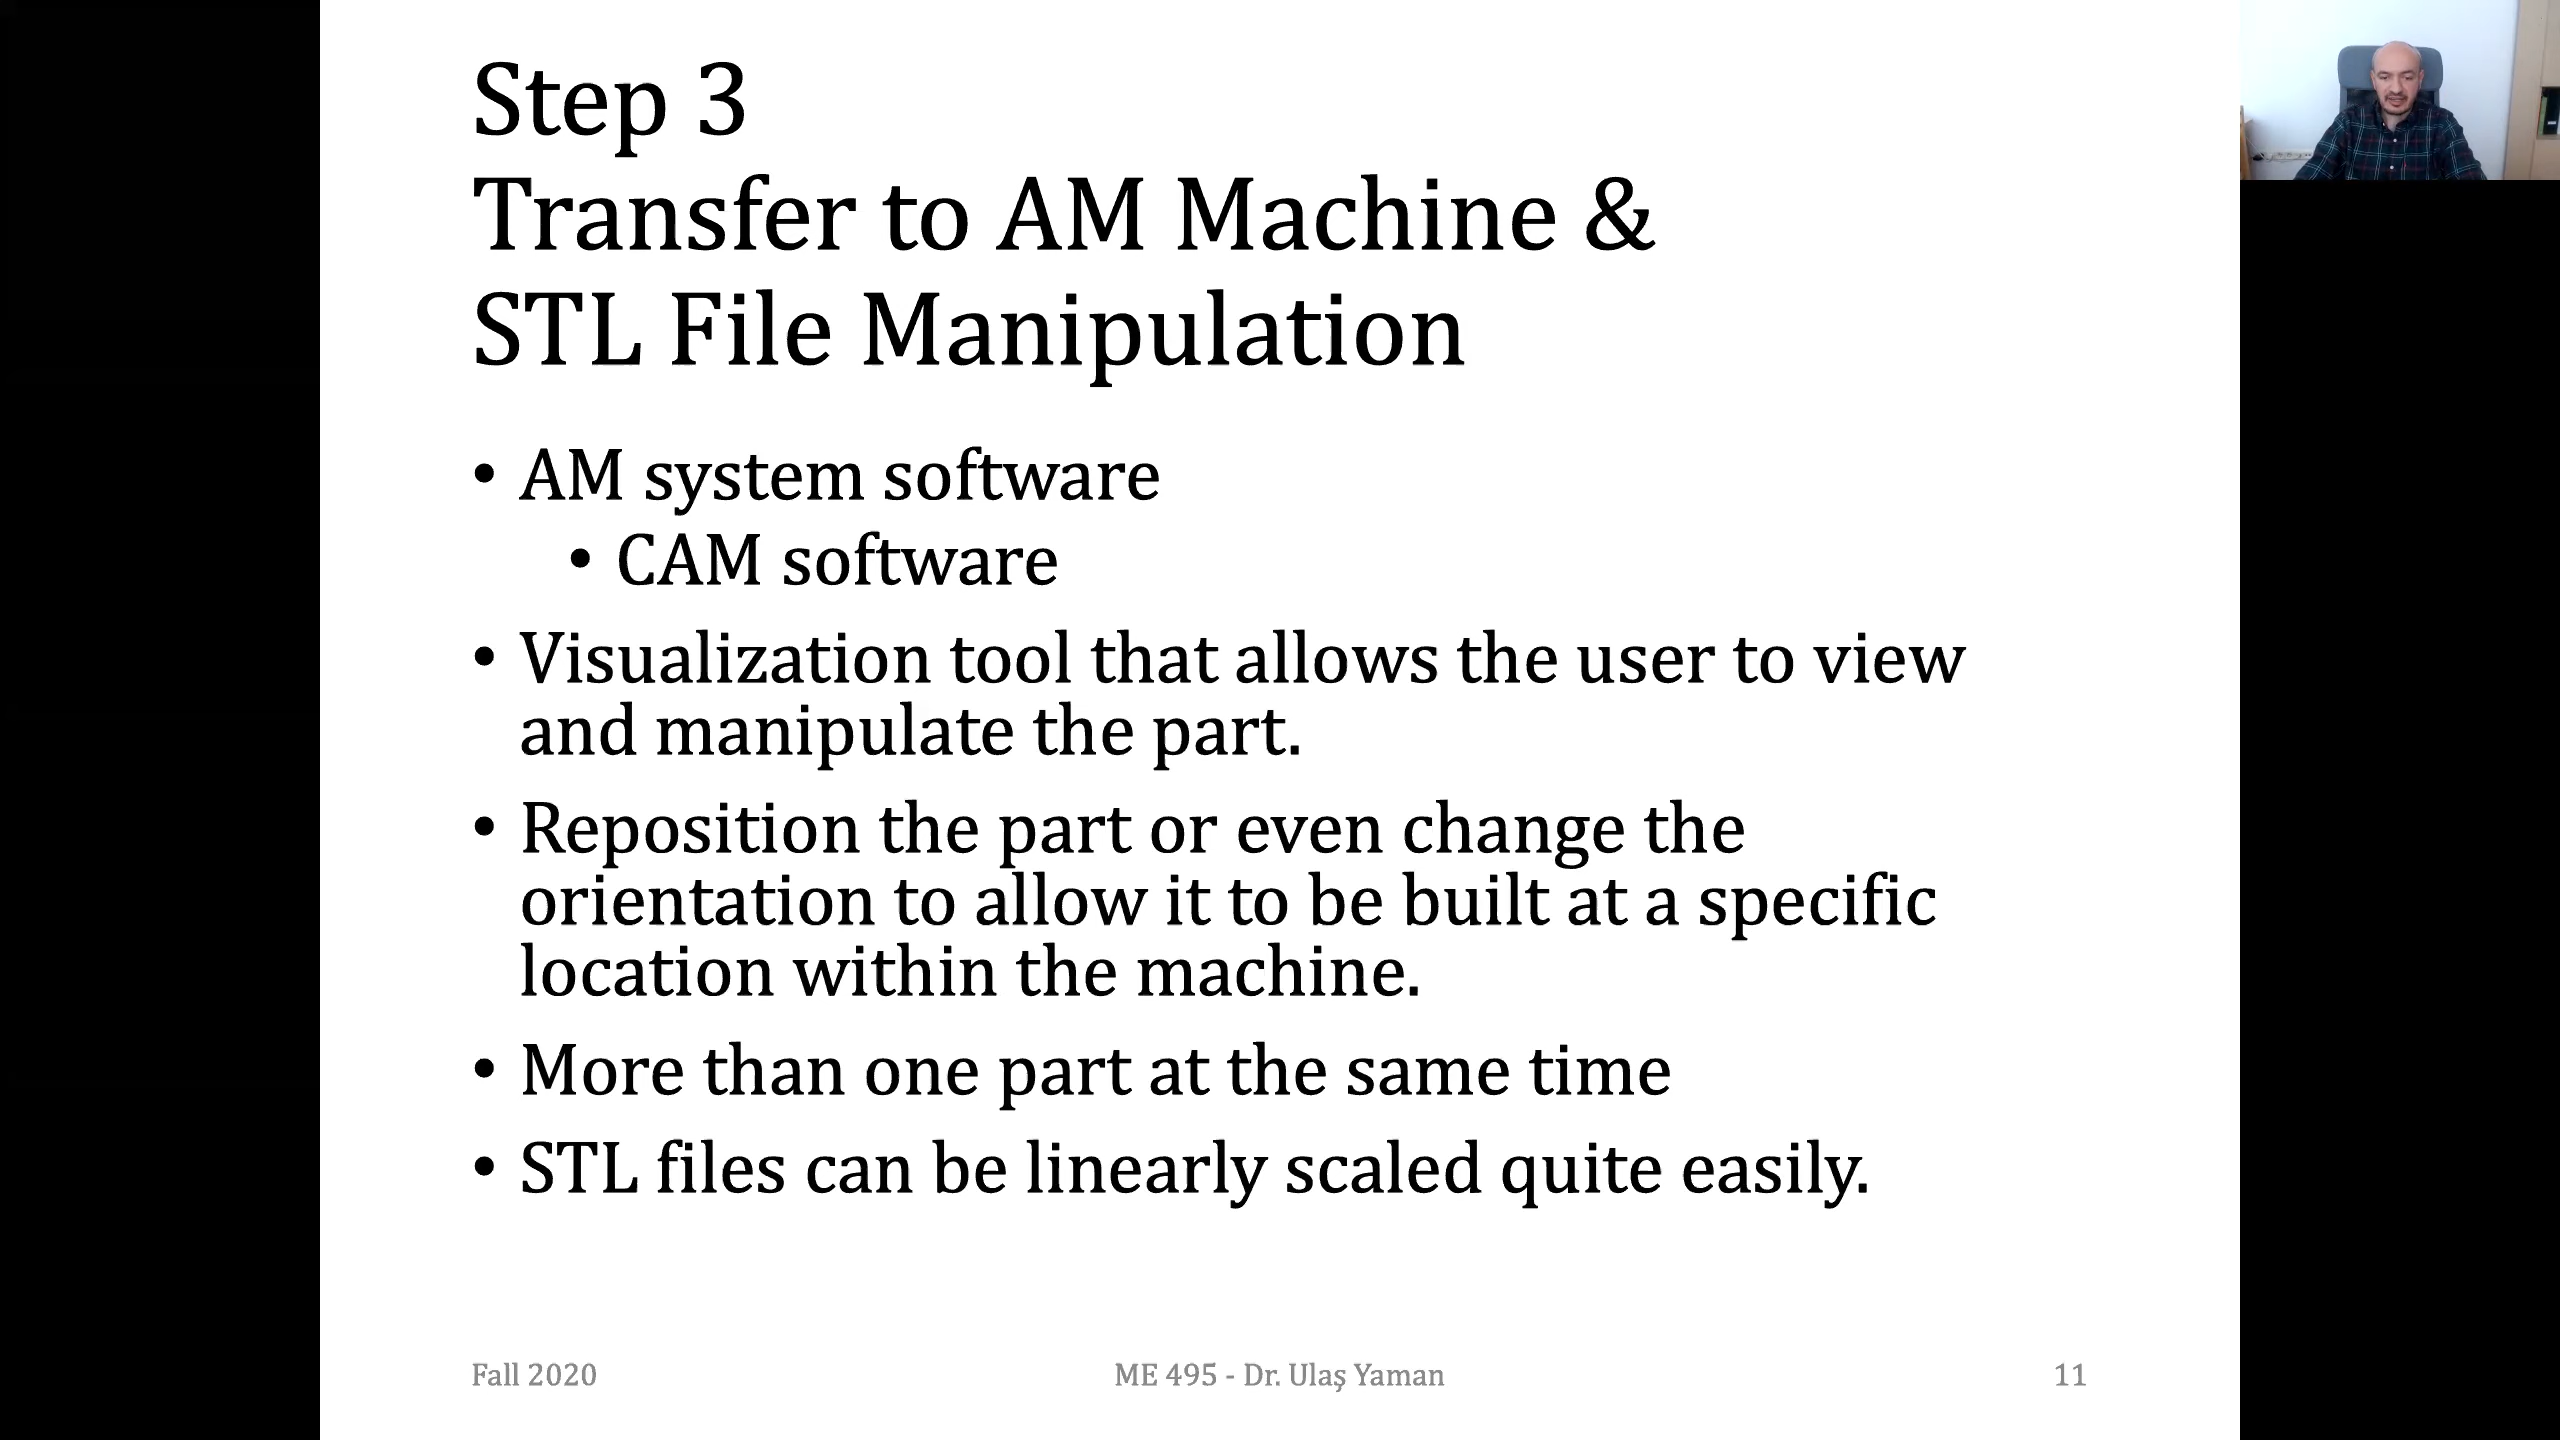 Step 3
Transfer to AM Machine &
STL File Manipulation
• AM system software
• CAM software
• Visualization tool that allows the user to view
and manipulate the part.
• Reposition the part or even change the
orientation to allow it to be built at a specific
location within the machine.
• More than one part at the same time
• STL files can be linearly scaled quite easily.
Fall 2020
ME 495 - Dr. Ulaş Yaman
11